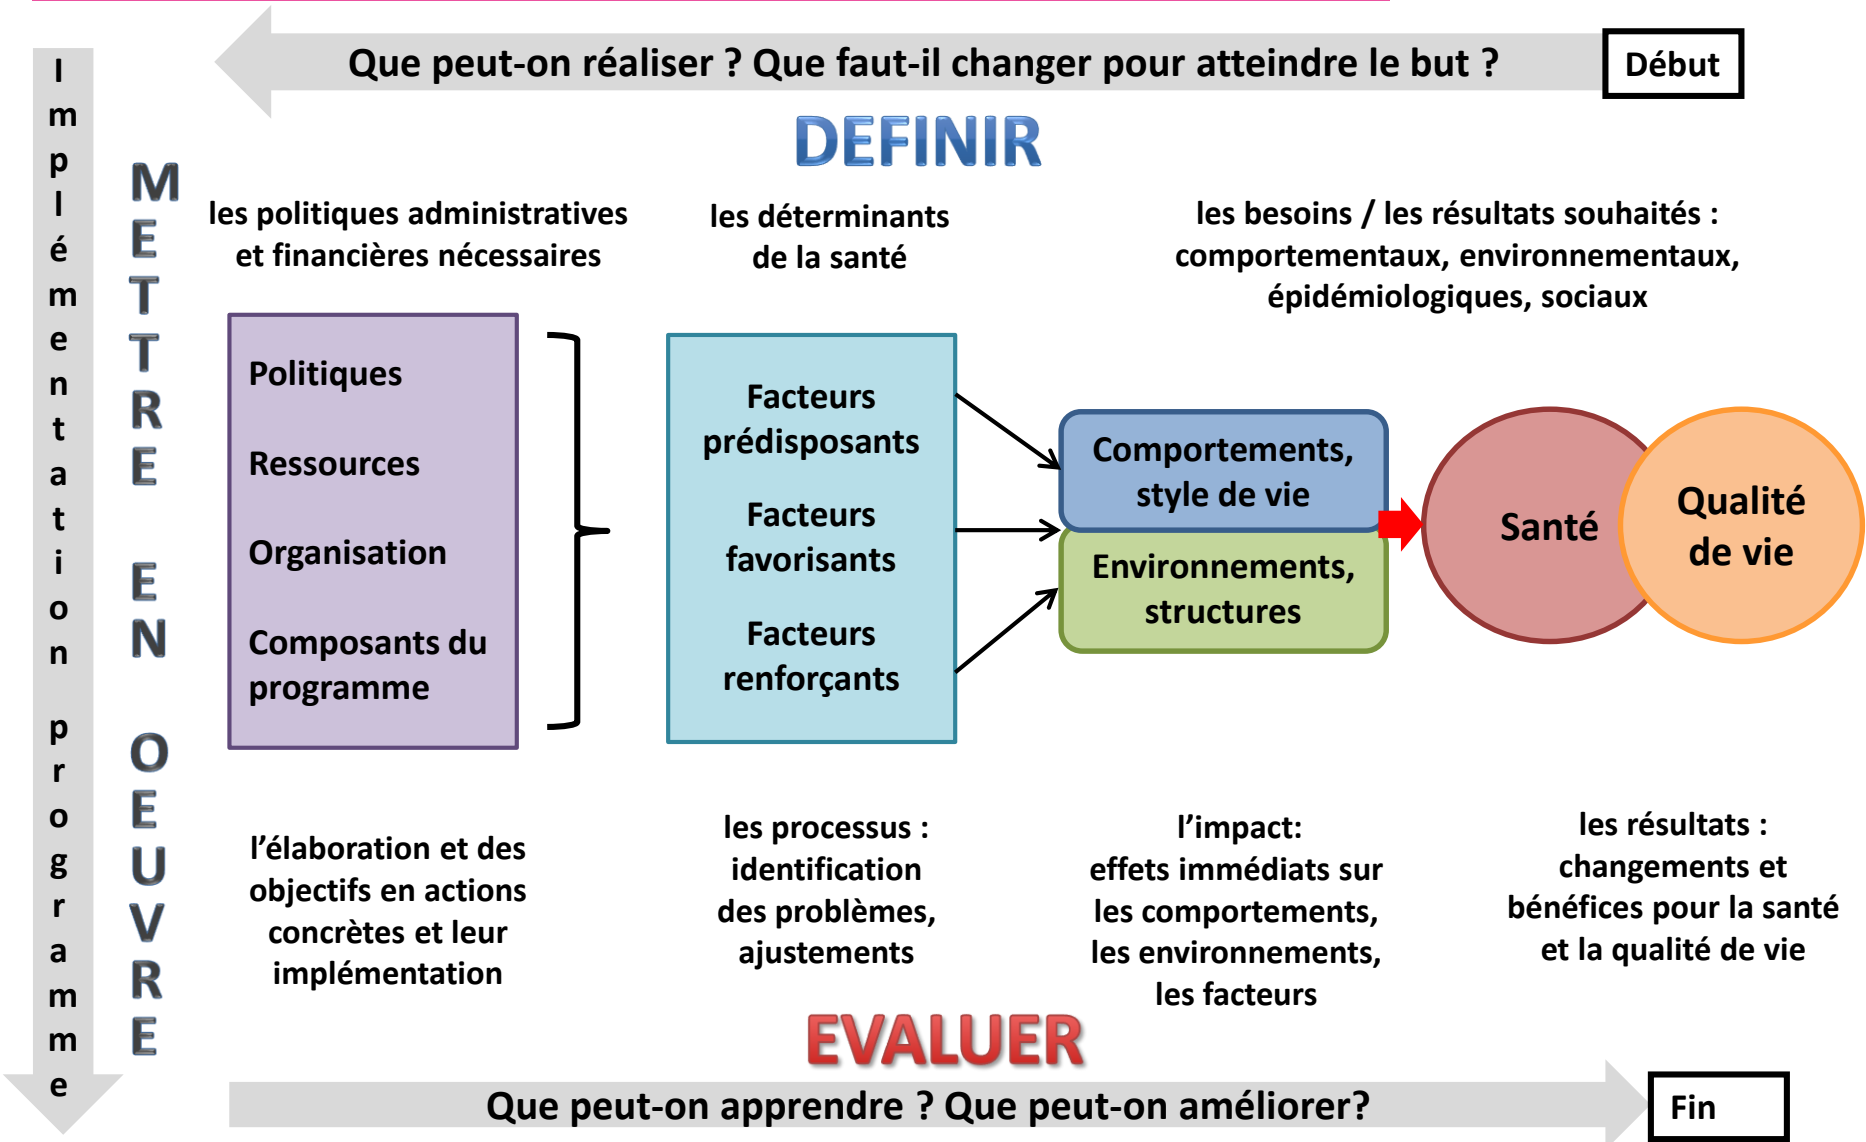 Que peut-on réaliser ? Que faut-il changer pour atteindre le but ?
Début
Implémentation programme
METTRE EN OEUVRE
DEFINIR
les politiques administratives
et financières nécessaires
les déterminants
de la santé
les besoins / les résultats souhaités :
comportementaux, environnementaux,
épidémiologiques, sociaux
Politiques
Ressources
Organisation
Composants du
programme
Facteurs
prédisposants
Facteurs
favorisants
Facteurs
renforçants
Comportements,
style de vie
Environnements,
structures
Santé
Qualité
de vie
l’élaboration et des
objectifs en actions
concrètes et leur
implémentation
les processus :
identification
des problèmes,
ajustements
l’impact:
effets immédiats sur
les comportements,
les environnements,
les facteurs
les résultats :
changements et
bénéfices pour la santé
et la qualité de vie
EVALUER
Que peut-on apprendre ? Que peut-on améliorer?
Fin